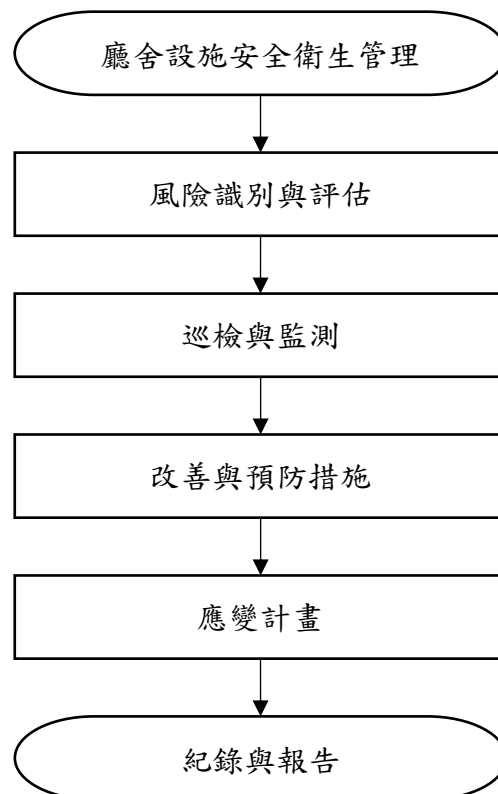 廳舍設施安全衛生管理
風險識別與評估
巡檢與監測
改善與預防措施
應變計畫
紀錄與報告